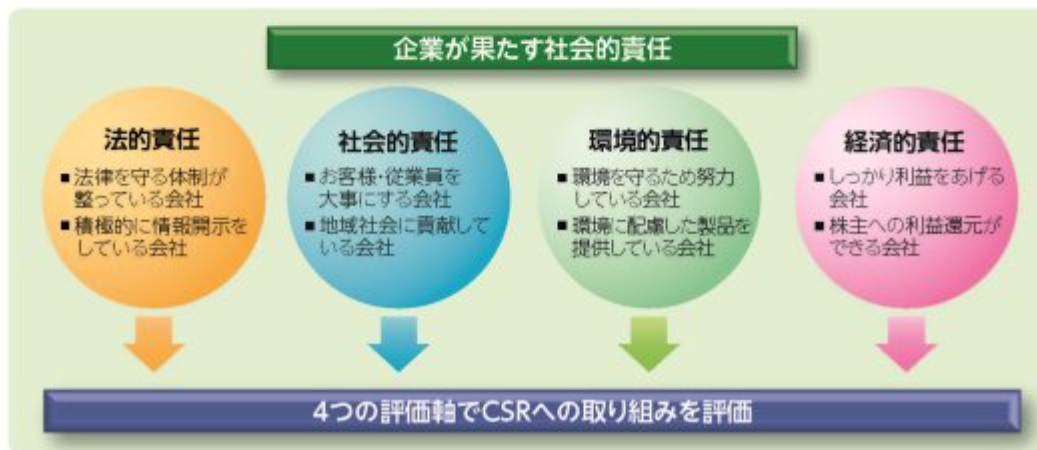 企業が果たす社会的責任
法的責任
■法律を守る体制が
整っている会社
■積極的に情報開示を
している会社
社会的責任
■お客様・従業員を
大事にする会社
■地域社会に貢献して
いる会社
環境的責任
■環境を守るため努力
している会社
■環境に配慮した製品を
提供している会社
経済的責任
■しっかり利益をあげる
会社
■株主への利益還元が
できる会社
4つの評価軸でCSRへの取り組みを評価